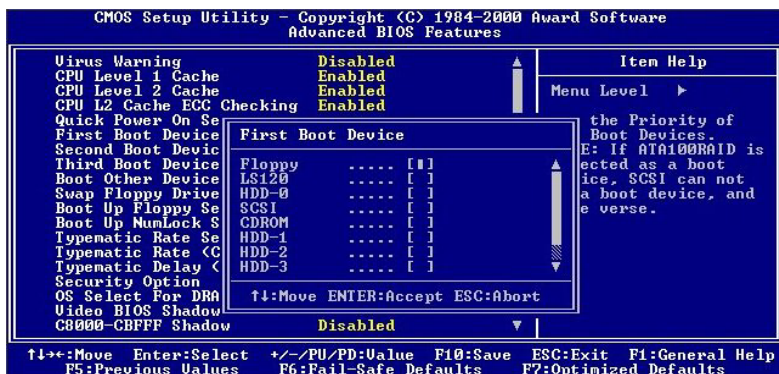 CMOS Setup Utility - Copyright (C) 1984-2000 Award Software
Advanced BIOS Features
Virus Warning Disabled
CPU Level 1 Cache Enabled
CPU Level 2 Cache Enabled
CPU L2 Cache ECC Checking Enabled
Quick Power On Se
First Boot Device
Second Boot Devic
Third Boot Device
Boot Other Device
Swap Floppy Drive
Boot Up Floppy Se
Boot Up NumLock S
Typematic Rate Se
Typematic Rate (C
Typematic Delay (
Security Option
OS Select For DRA
Video BIOS Shadow
C8000-CBFFF Shadow Disabled
First Boot Device
Floppy ..... [▮]
LS120 ..... [ ]
HDD-0 ..... [ ]
SCSI ..... [ ]
CDROM ..... [ ]
HDD-1 ..... [ ]
HDD-2 ..... [ ]
HDD-3 ..... [ ]
↑↓:Move ENTER:Accept ESC:Abort
Item Help
Menu Level ▶
the Priority of
Boot Devices.
E: If ATA100RAID is
ected as a boot
ice, SCSI can not
a boot device, and
e verse.
↑↓→←:Move Enter:Select +/-/PU/PD:Value F10:Save ESC:Exit F1:General Help
F5:Previous Values F6:Fail-Safe Defaults F7:Optimized Defaults